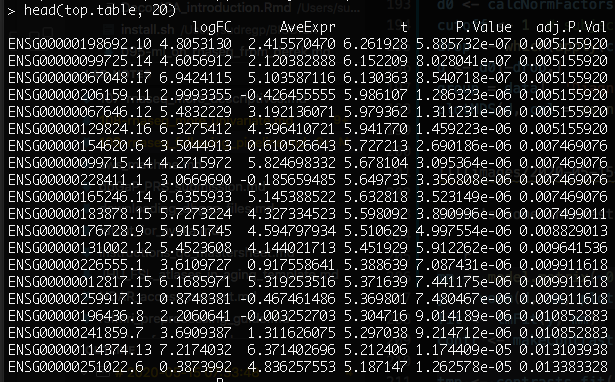 > head(top.table, 20)
logFC AveExpr t P.Value adj.P.Val
ENSG00000198692.10 4.8053130 2.415570470 6.261928 5.885732e-07 0.005155920
ENSG00000099725.14 4.6056912 2.120382888 6.152209 8.028041e-07 0.005155920
ENSG00000067048.17 6.9424115 5.103587116 6.130363 8.540718e-07 0.005155920
ENSG00000206159.11 2.9993355 -0.426455555 5.986107 1.286323e-06 0.005155920
ENSG00000067646.12 5.4832229 3.192136071 5.979362 1.311231e-06 0.005155920
ENSG00000129824.16 6.3275412 4.396410721 5.941770 1.459223e-06 0.005155920
ENSG00000154620.6 3.5044913 0.610526643 5.727213 2.690186e-06 0.007469076
ENSG00000099715.14 4.2715972 5.824698332 5.678104 3.095364e-06 0.007469076
ENSG00000228411.1 3.0669690 -0.185659485 5.649735 3.356808e-06 0.007469076
ENSG00000165246.14 6.6355933 5.145388522 5.632818 3.523149e-06 0.007469076
ENSG00000183878.15 5.7273224 4.327334523 5.598092 3.890996e-06 0.007499011
ENSG00000176728.9 5.9151745 4.594797934 5.510629 4.997554e-06 0.008829013
ENSG00000131002.12 5.4523608 4.144021713 5.451929 5.912262e-06 0.009641536
ENSG00000226555.1 3.6109727 0.917558641 5.388639 7.087431e-06 0.009911618
ENSG00000012817.15 6.1685971 5.319253516 5.371639 7.441175e-06 0.009911618
ENSG00000259917.1 0.8748381 -0.467461486 5.369801 7.480467e-06 0.009911618
ENSG00000196436.8 2.2060641 -0.003252703 5.304716 9.014189e-06 0.010852883
ENSG00000241859.7 3.6909387 1.311626075 5.297038 9.214712e-06 0.010852883
ENSG00000114374.13 7.2174032 6.371402696 5.212406 1.174409e-05 0.013103938
ENSG00000251022.6 0.3873992 4.836257553 5.187147 1.262578e-05 0.013383328